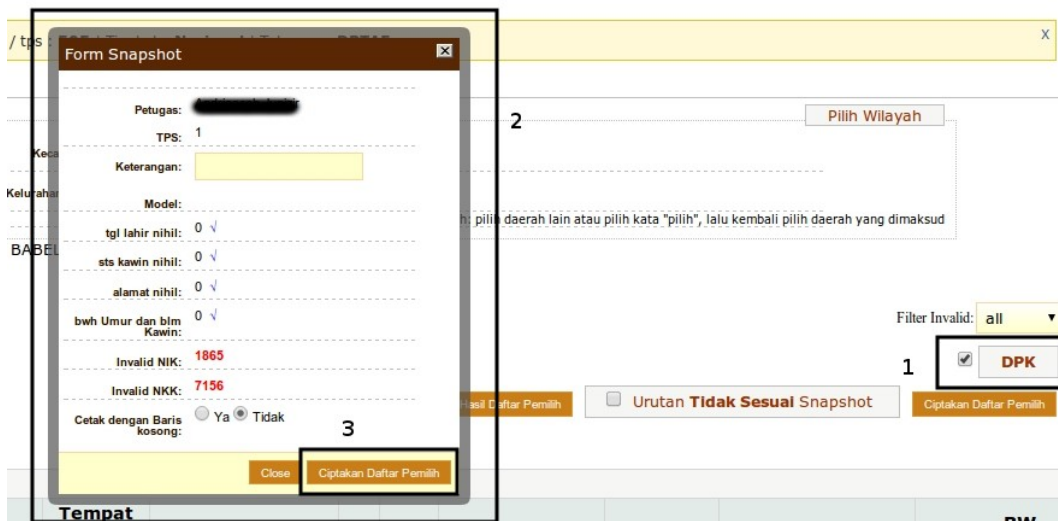 / tps :
X
Form Snapshot
Petugas:
TPS: 1
Keterangan:
Model:
tgl lahir nihil: 0 √
sts kawin nihil: 0 √
alamat nihil: 0 √
bwh Umur dan blm
Kawin: 0 √
Invalid NIK: 1865
Invalid NKK: 7156
Cetak dengan Baris
kosong: Ya Tidak
3
Close Ciptakan Daftar Pemilih
2
Pilih Wilayah
Kelurahan
pilih daerah lain atau pilih kata "pilih", lalu kembali pilih daerah yang dimaksud
BABEL
Filter Invalid: all
1 DPK
Hasil Daftar Pemilih Urutan Tidak Sesuai Snapshot Ciptakan Daftar Pemilih
Tempat
RW